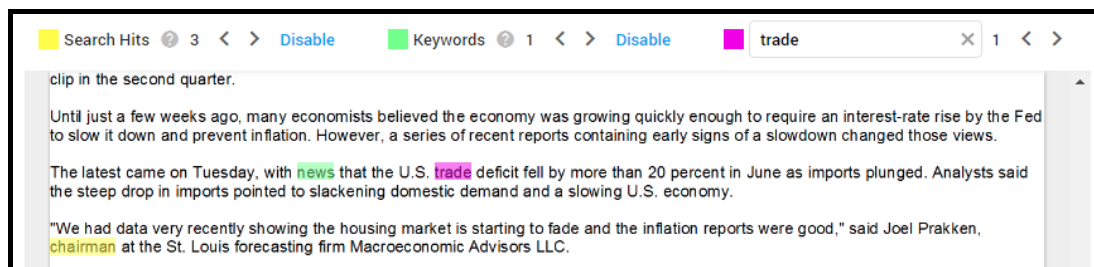 Search Hits ? 3 < > Disable Keywords ? 1 < > Disable trade × 1 < >
clip in the second quarter.
Until just a few weeks ago, many economists believed the economy was growing quickly enough to require an interest-rate rise by the Fed
to slow it down and prevent inflation. However, a series of recent reports containing early signs of a slowdown changed those views.
The latest came on Tuesday, with news that the U.S. trade deficit fell by more than 20 percent in June as imports plunged. Analysts said
the steep drop in imports pointed to slackening domestic demand and a slowing U.S. economy.
"We had data very recently showing the housing market is starting to fade and the inflation reports were good," said Joel Prakken,
chairman at the St. Louis forecasting firm Macroeconomic Advisors LLC.